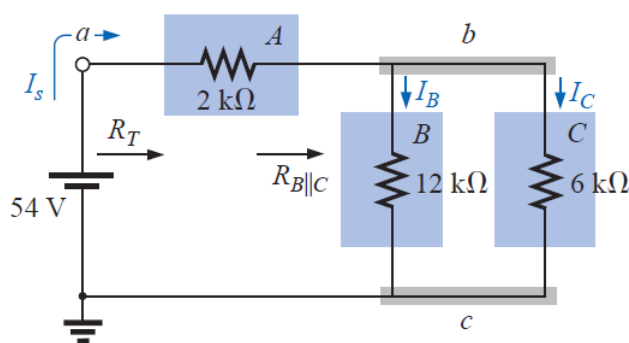 a
A
b
I_s
2 kΩ
I_B
I_C
R_T
R_B||C
B
C
12 kΩ
6 kΩ
54 V
c